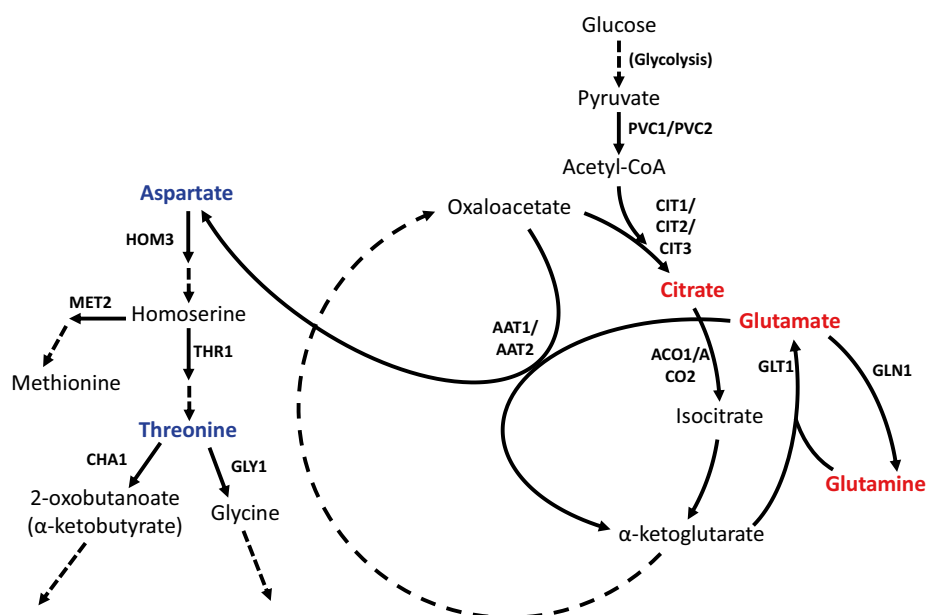 Glucose
(Glycolysis)
Pyruvate
PVC1/PVC2
Acetyl-CoA
Aspartate
Oxaloacetate
CIT1/
CIT2/
CIT3
HOM3
Citrate
MET2
Homoserine
Glutamate
AAT1/
AAT2
THR1
ACO1/A
CO2
GLT1
GLN1
Methionine
Isocitrate
Threonine
CHA1
GLY1
Glutamine
2-oxobutanoate
(α-ketobutyrate)
Glycine
α-ketoglutarate